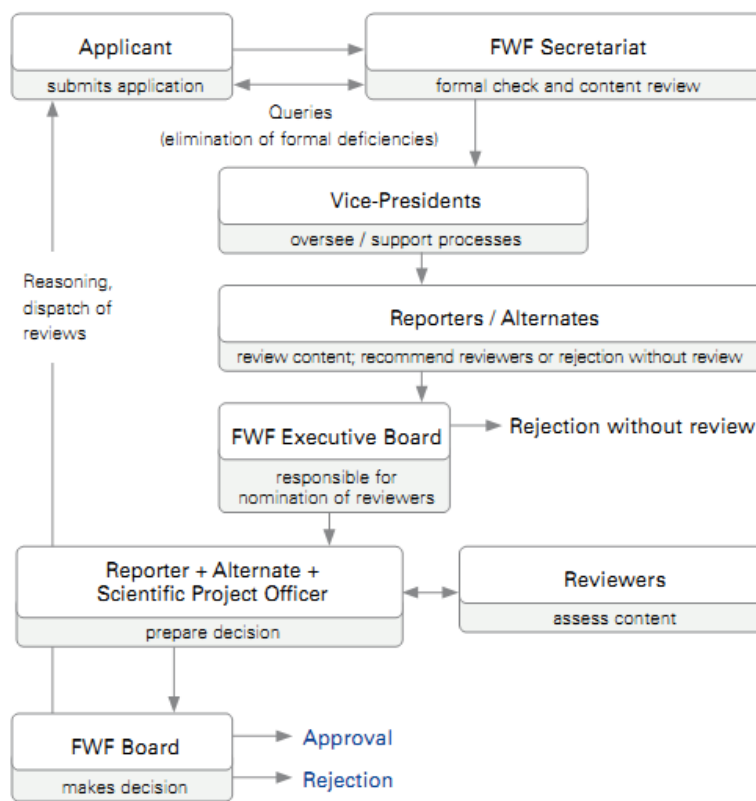 Applicant
submits application
FWF Secretariat
formal check and content review
Queries
(elimination of formal deficiencies)
Vice-Presidents
oversee / support processes
Reasoning,
dispatch of
reviews
Reporters / Alternates
review content; recommend reviewers or rejection without review
FWF Executive Board
responsible for
nomination of reviewers
Rejection without review
Reporter + Alternate +
Scientific Project Officer
prepare decision
Reviewers
assess content
FWF Board
makes decision
Approval
Rejection